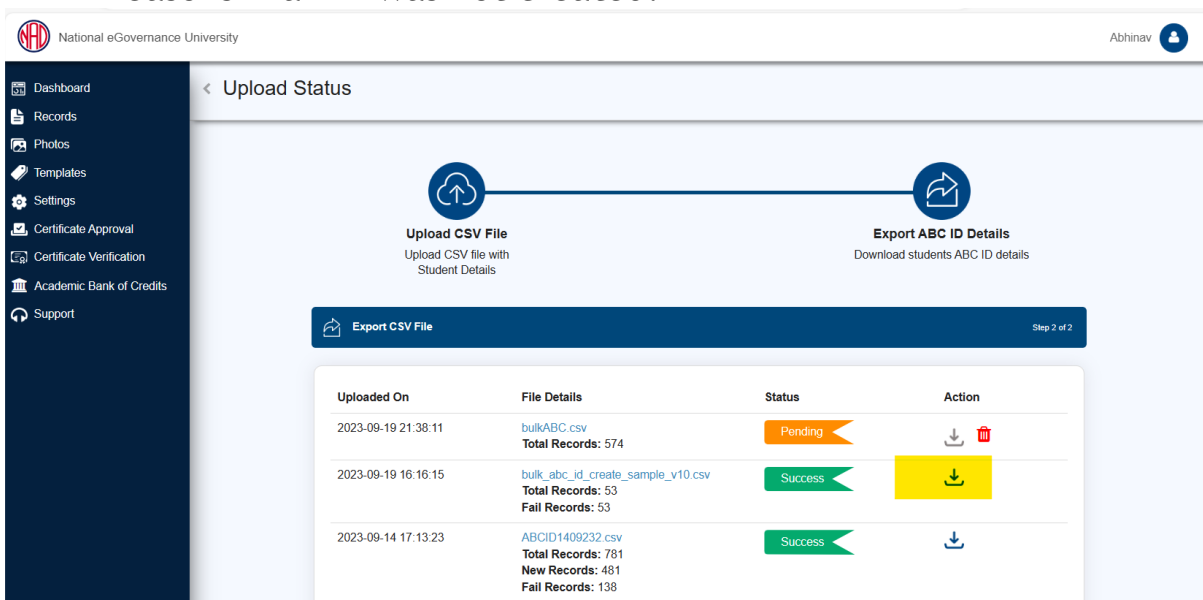 NAD National eGovernance University
Abhinav
Dashboard
Records
Photos
Templates
Settings
Certificate Approval
Certificate Verification
Academic Bank of Credits
Support
< Upload Status
Upload CSV File
Upload CSV file with
Student Details
Export ABC ID Details
Download students ABC ID details
Export CSV File
Step 2 of 2
Uploaded On File Details Status Action
2023-09-19 21:38:11 bulkABC.csv Pending
Total Records: 574
2023-09-19 16:16:15 bulk_abc_id_create_sample_v10.csv Success
Total Records: 53
Fail Records: 53
2023-09-14 17:13:23 ABCID1409232.csv Success
Total Records: 781
New Records: 481
Fail Records: 138